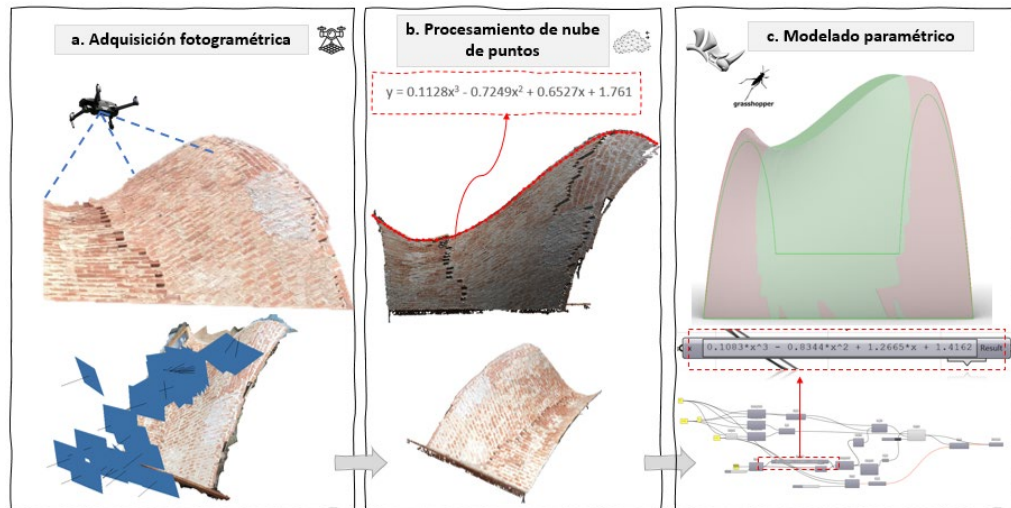 a. Adquisición fotogramétrica
b. Procesamiento de nube
de puntos
y = 0.1128x³ - 0.7249x² + 0.6527x + 1.761
c. Modelado paramétrico
grasshopper
0.1083*x^3 − 0.8344*x^2 + 1.2665*x + 1.4162 Result